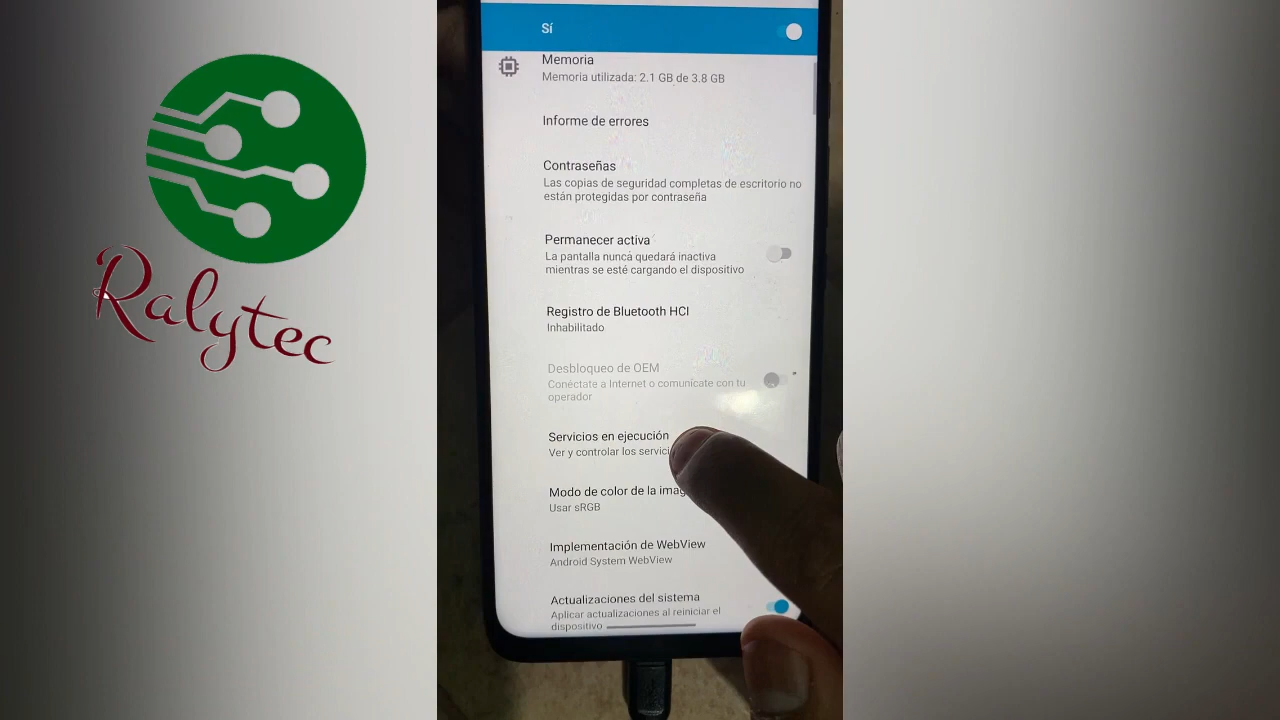 Ralytec
Sí
Memoria
Memoria utilizada: 2.1 GB de 3.8 GB
Informe de errores
Contraseñas
Las copias de seguridad completas de escritorio no
están protegidas por contraseña
Permanecer activa
La pantalla nunca quedará inactiva
mientras se esté cargando el dispositivo
Registro de Bluetooth HCI
Inhabilitado
Desbloqueo de OEM
Conéctate a Internet o comunícate con tu
operador
Servicios en ejecución
Ver y controlar los
Modo de color de la
Usar sRGB
Implementación de WebView
Android System WebView
Actualizaciones del sistema
Aplicar actualizaciones al reiniciar el
dispositivo